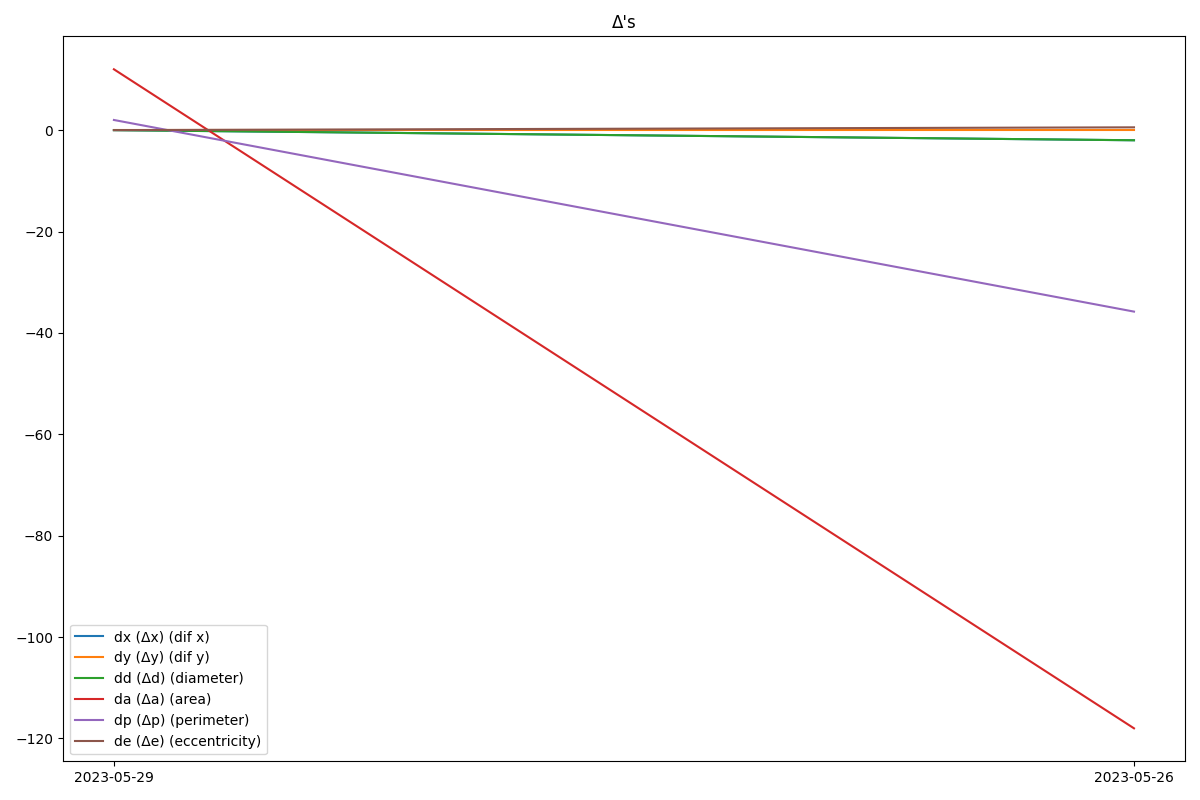 Δ's
0
−20
−40
−60
−80
−100
−120
dx (Δx) (dif x)
dy (Δy) (dif y)
dd (Δd) (diameter)
da (Δa) (area)
dp (Δp) (perimeter)
de (Δe) (eccentricity)
2023-05-29
2023-05-26